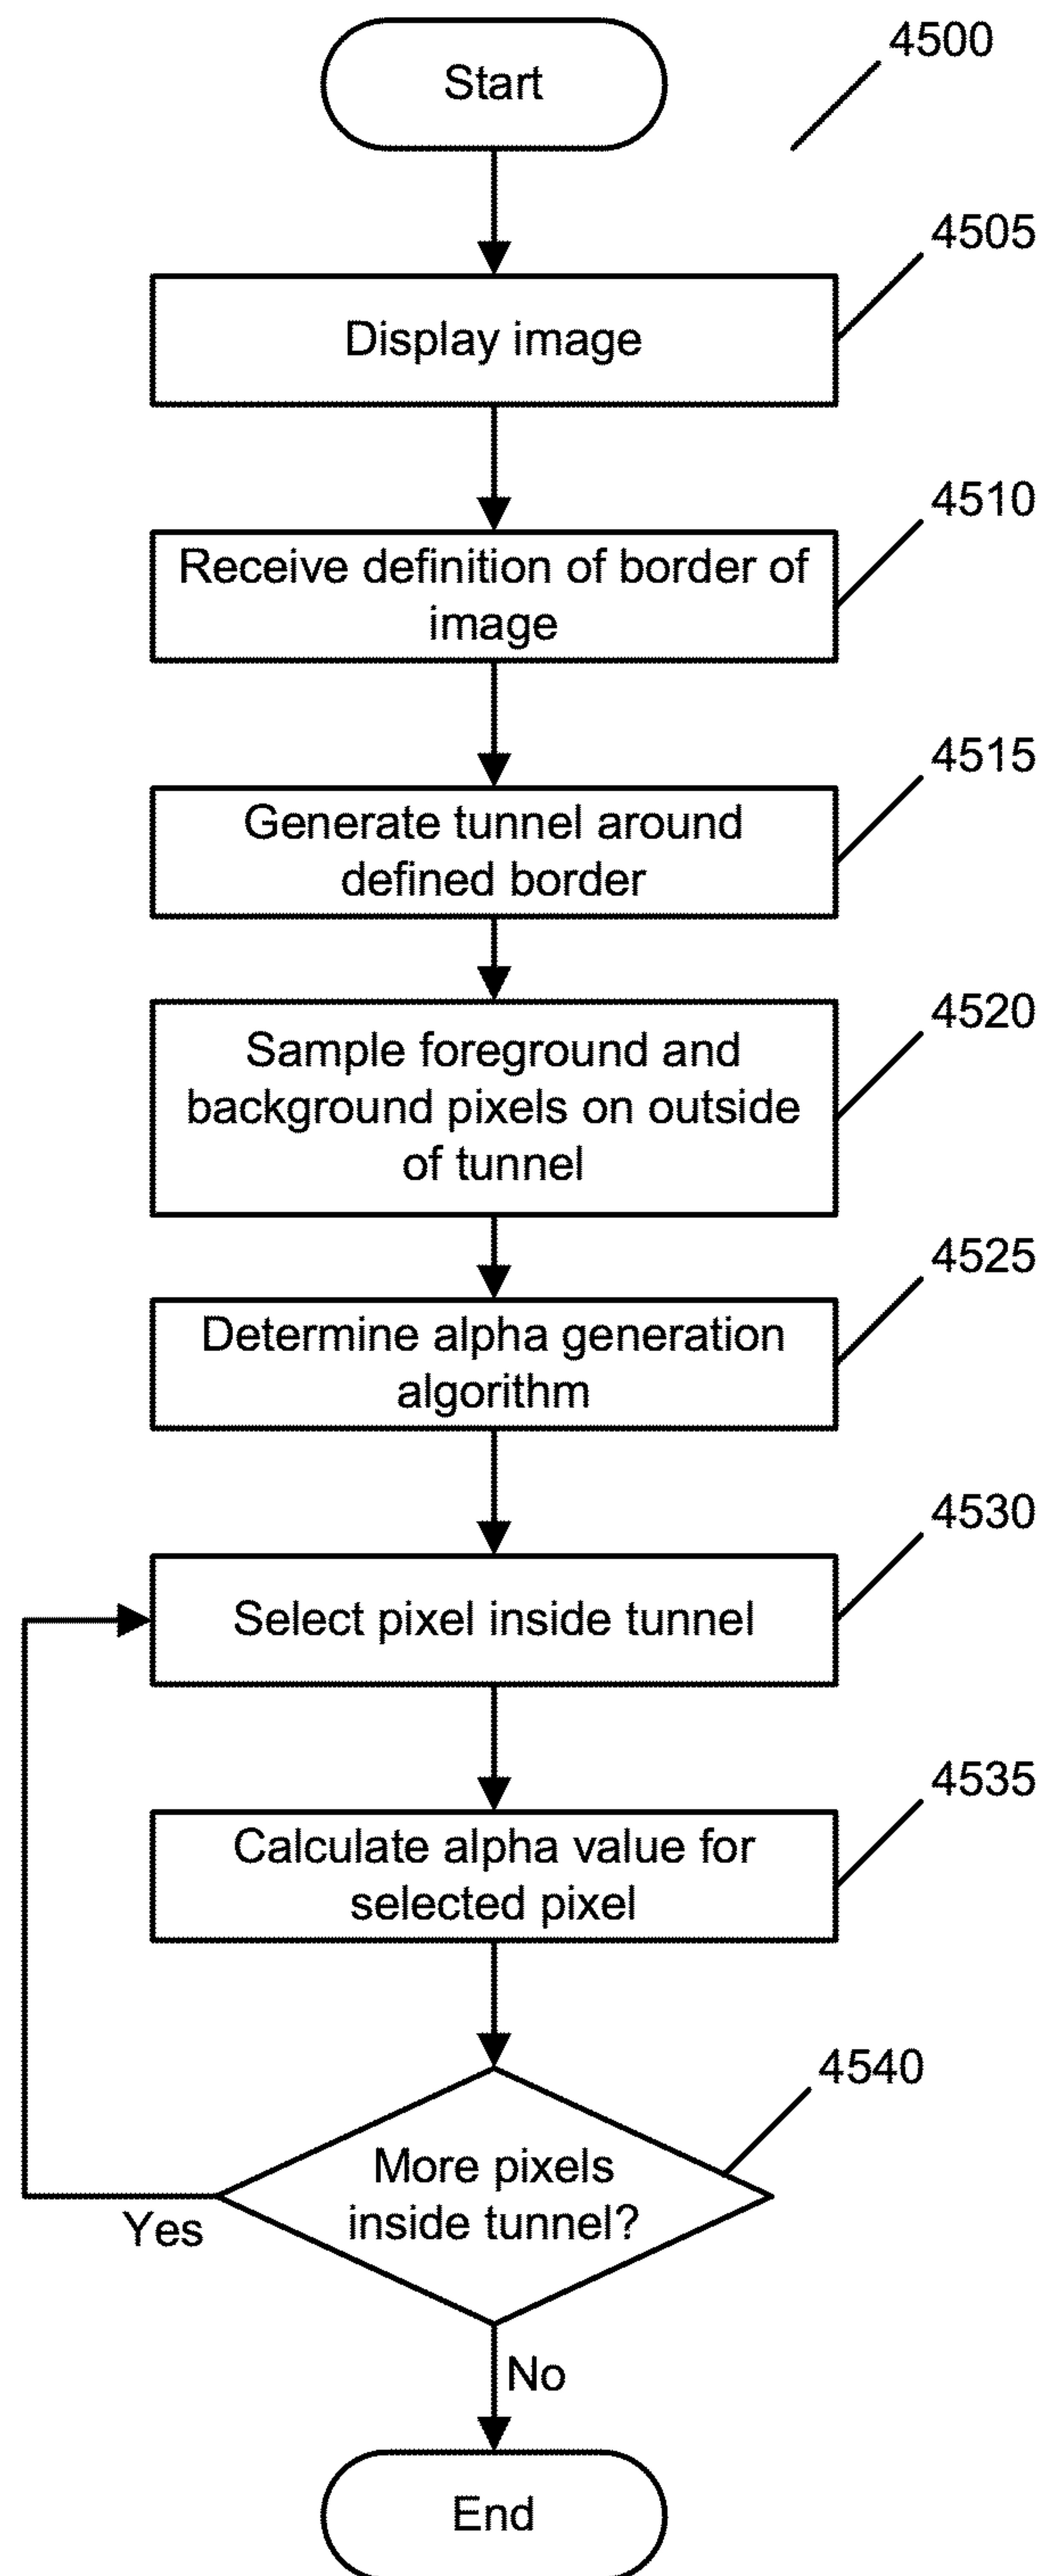 Start
4500
4505
Display image
4510
Receive definition of border of
image
4515
Generate tunnel around
defined border
4520
Sample foreground and
background pixels on outside
of tunnel
4525
Determine alpha generation
algorithm
4530
Select pixel inside tunnel
4535
Calculate alpha value for
selected pixel
4540
More pixels
inside tunnel?
Yes
No
End